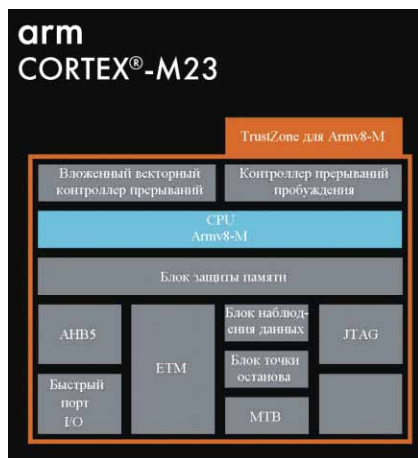 arm
CORTEX®-M23
TrustZone для Armv8-M
Вложенный векторный
контроллер прерываний
Контроллер прерываний
пробуждения
CPU
Armv8-M
Блок защиты памяти
AHB5
ETM
Блок наблюд-
ения данных
JTAG
Блок точки
останова
Быстрый
порт
I/O
MTB